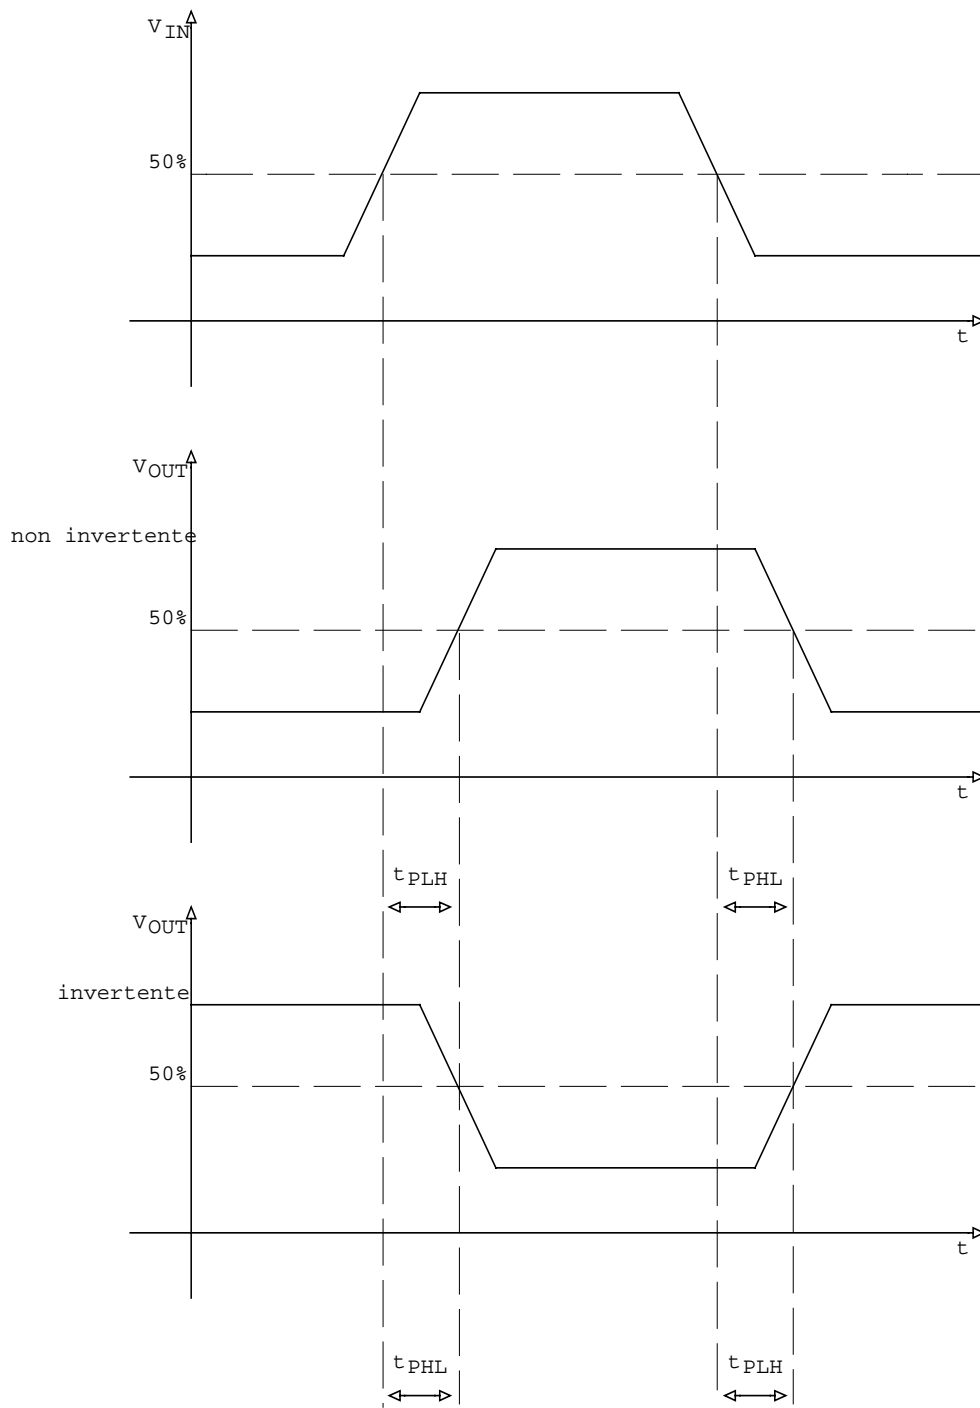 VIN
50%
t
VOUT
non invertente
50%
t
tPLH tPHL
VOUT
invertente
50%
t
tPHL tPLH